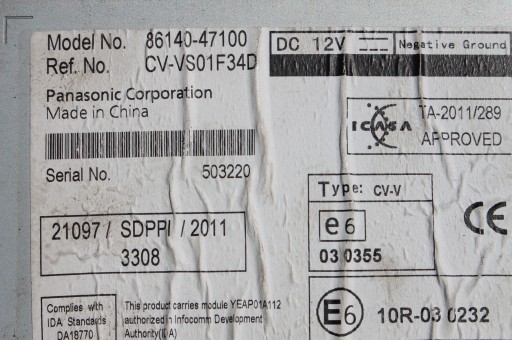 Model No. 86140-47100
Ref. No. CV-VS01F34D
DC 12V
Negative Ground
Panasonic Corporation
Made in China
ICASA
TA-2011/289
APPROVED
Serial No. 503220
Type: CV-V
e6
03 0355
CE
21097/ SDPPI / 2011
3308
Complies with
IDA Standards
DA18770
This product carries module YEAP01A112
authorized in Infocomm Development
Authority(IDA)
E6
10R-03 0232